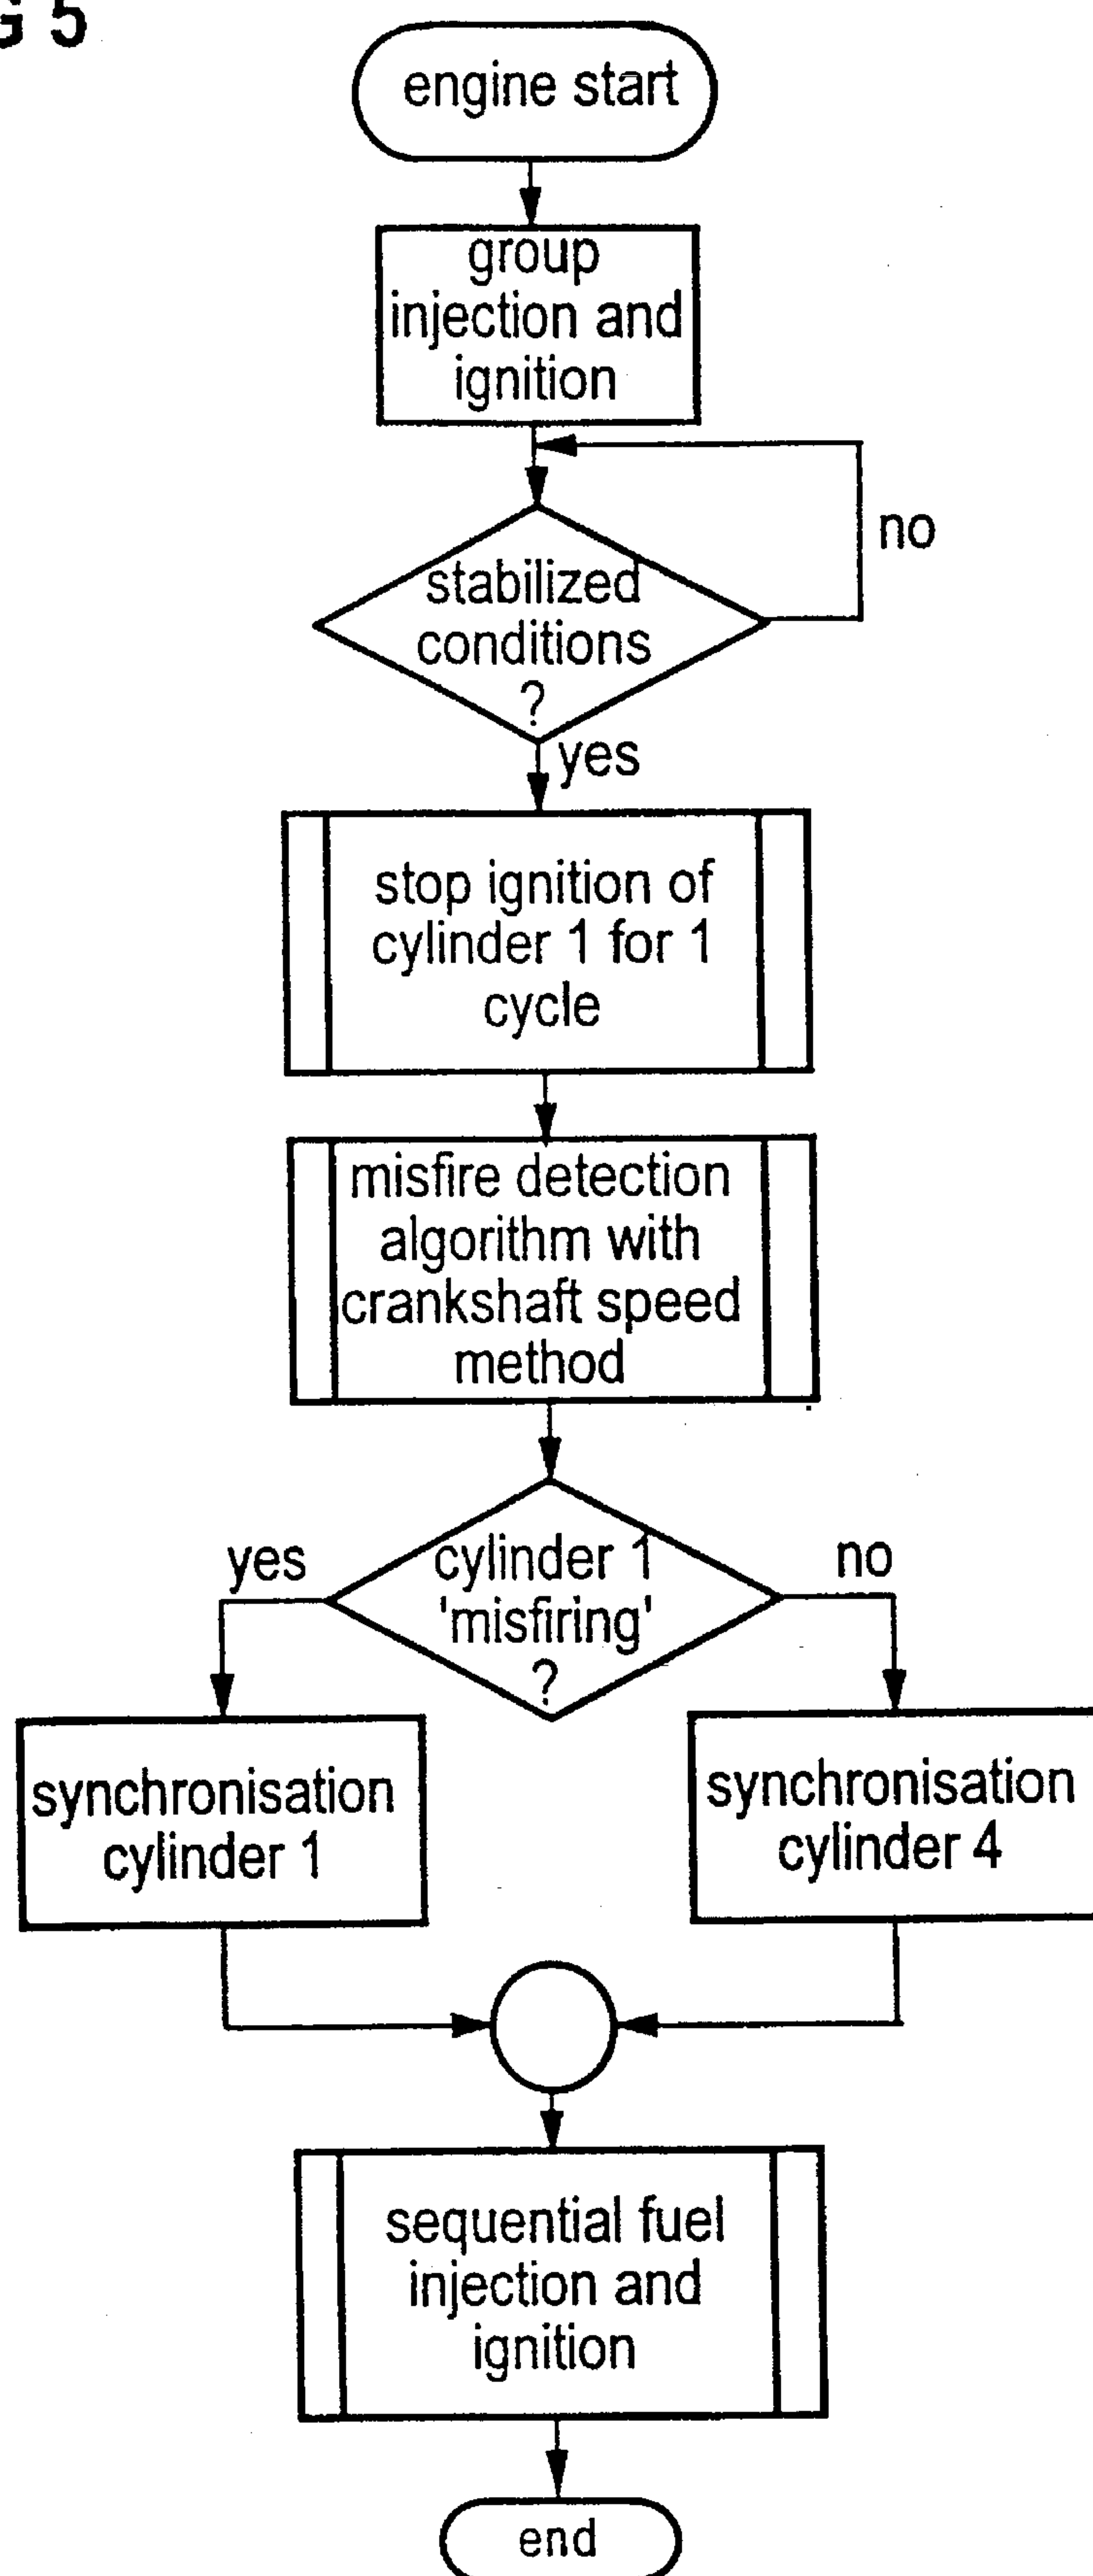 G 5
engine start
group
injection and
ignition
no
stabilized
conditions
?
yes
stop ignition of
cylinder 1 for 1
cycle
misfire detection
algorithm with
crankshaft speed
method
yes
cylinder 1
'misfiring'
?
no
synchronisation
cylinder 1
synchronisation
cylinder 4
sequential fuel
injection and
ignition
end